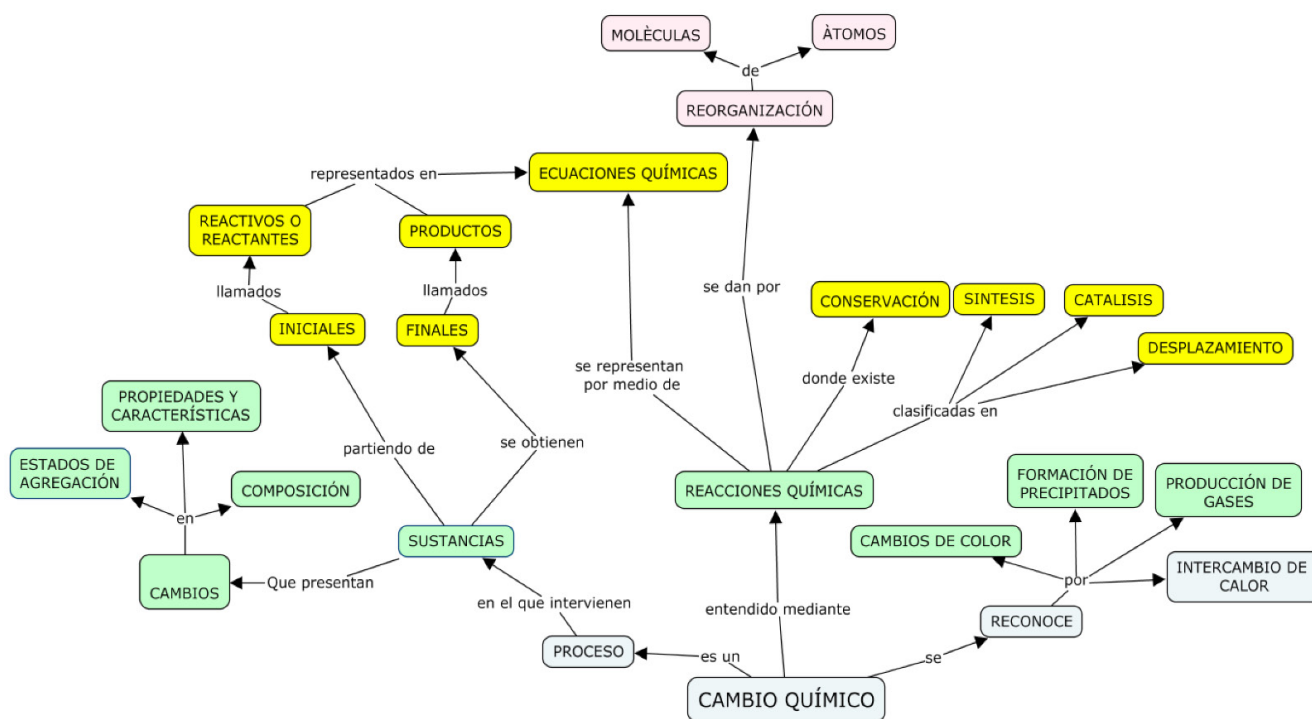 MOLÈCULAS
ÀTOMOS
de
REORGANIZACIÓN
representados en
ECUACIONES QUÍMICAS
REACTIVOS O
REACTANTES
PRODUCTOS
se dan por
llamados
llamados
CONSERVACIÓN
SINTESIS
CATALISIS
INICIALES
FINALES
DESPLAZAMIENTO
se representan
por medio de
donde existe
PROPIEDADES Y
CARACTERÍSTICAS
clasificadas en
partiendo de
se obtienen
ESTADOS DE
AGREGACIÓN
COMPOSICIÓN
REACCIONES QUÍMICAS
FORMACIÓN DE
PRECIPITADOS
PRODUCCIÓN DE
GASES
en
SUSTANCIAS
CAMBIOS DE COLOR
CAMBIOS
Que presentan
por
INTERCAMBIO DE
CALOR
en el que intervienen
entendido mediante
RECONOCE
PROCESO
es un
se
CAMBIO QUÍMICO